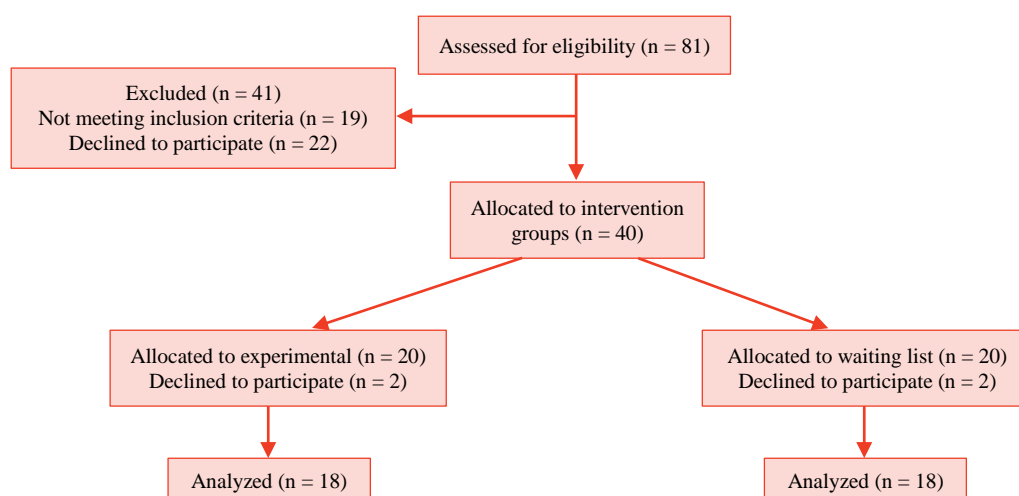 Assessed for eligibility (n = 81)
Excluded (n = 41)
Not meeting inclusion criteria (n = 19)
Declined to participate (n = 22)
Allocated to intervention
groups (n = 40)
Allocated to experimental (n = 20)
Declined to participate (n = 2)
Allocated to waiting list (n = 20)
Declined to participate (n = 2)
Analyzed (n = 18)
Analyzed (n = 18)